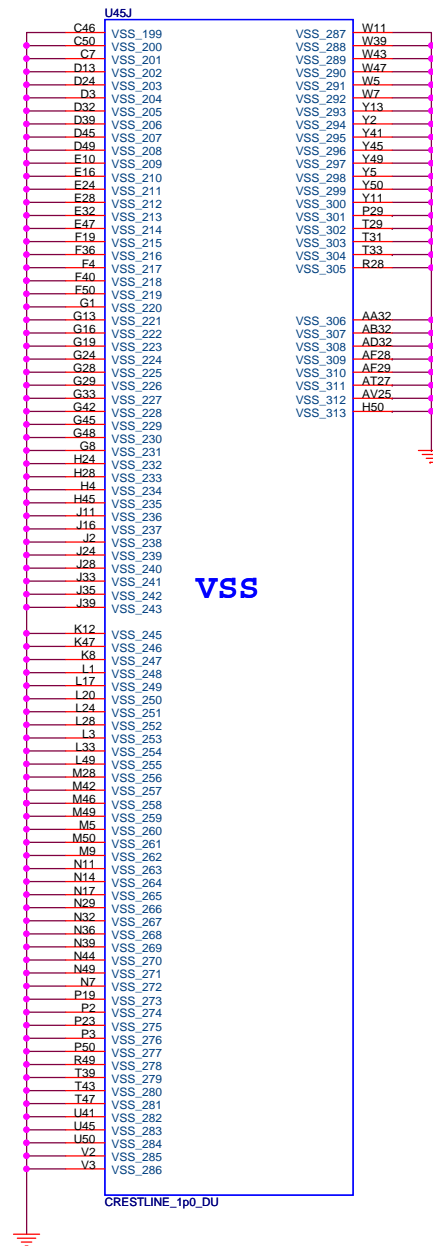 U45J
C46 VSS_199 VSS_287 W11
C50 VSS_200 VSS_288 W39
C7 VSS_201 VSS_289 W43
D13 VSS_202 VSS_290 W47
D24 VSS_203 VSS_291 W5
D3 VSS_204 VSS_292 W7
D32 VSS_205 VSS_293 Y13
D39 VSS_206 VSS_294 Y2
D45 VSS_207 VSS_295 Y41
D49 VSS_208 VSS_296 Y45
E10 VSS_209 VSS_297 Y49
E16 VSS_210 VSS_298 Y5
E24 VSS_211 VSS_299 Y50
E28 VSS_212 VSS_300 Y11
E32 VSS_213 VSS_301 P29
E47 VSS_214 VSS_302 T29
F19 VSS_215 VSS_303 T31
F36 VSS_216 VSS_304 T33
F4 VSS_217 VSS_305 R28
F40 VSS_218
F50 VSS_219
G1 VSS_220
G13 VSS_221 VSS_306 AA32
G16 VSS_222 VSS_307 AB32
G19 VSS_223 VSS_308 AD32
G24 VSS_224 VSS_309 AF28
G28 VSS_225 VSS_310 AF29
G29 VSS_226 VSS_311 AT27
G33 VSS_227 VSS_312 AV25
G42 VSS_228 VSS_313 H50
G45 VSS_229
G48 VSS_230
G8 VSS_231
H24 VSS_232
H28 VSS_233
H4 VSS_234
H45 VSS_235
J11 VSS_236
J16 VSS_237
J2 VSS_238
J24 VSS_239
J28 VSS_240
J33 VSS_241
J35 VSS_242
J39 VSS_243
VSS
K12 VSS_245
K47 VSS_246
K8 VSS_247
L1 VSS_248
L17 VSS_249
L20 VSS_250
L24 VSS_251
L28 VSS_252
L3 VSS_253
L33 VSS_254
L49 VSS_255
M28 VSS_256
M42 VSS_257
M46 VSS_258
M49 VSS_259
M5 VSS_260
M50 VSS_261
M9 VSS_262
N11 VSS_263
N14 VSS_264
N17 VSS_265
N29 VSS_266
N32 VSS_267
N36 VSS_268
N39 VSS_269
N44 VSS_270
N49 VSS_271
N7 VSS_272
P19 VSS_273
P2 VSS_274
P23 VSS_275
P3 VSS_276
P50 VSS_277
R49 VSS_278
T39 VSS_279
T43 VSS_280
T47 VSS_281
U41 VSS_282
U45 VSS_283
U50 VSS_284
V2 VSS_285
V3 VSS_286
CRESTLINE_1p0_DU